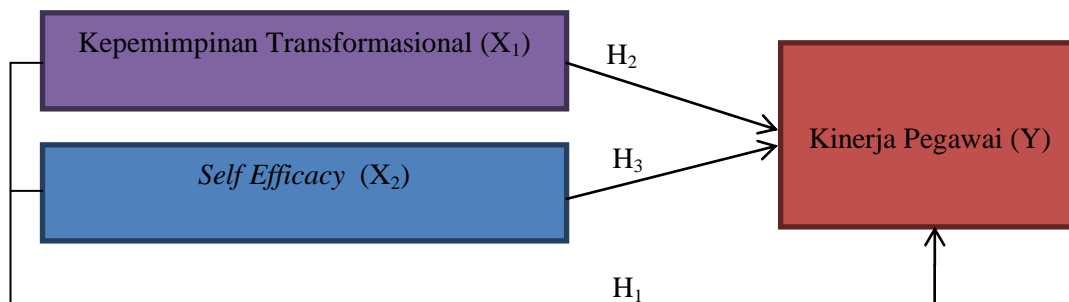 Kepemimpinan Transformasional (X₁)
H₂
Kinerja Pegawai (Y)
Self Efficacy (X₂)
H₃
H₁